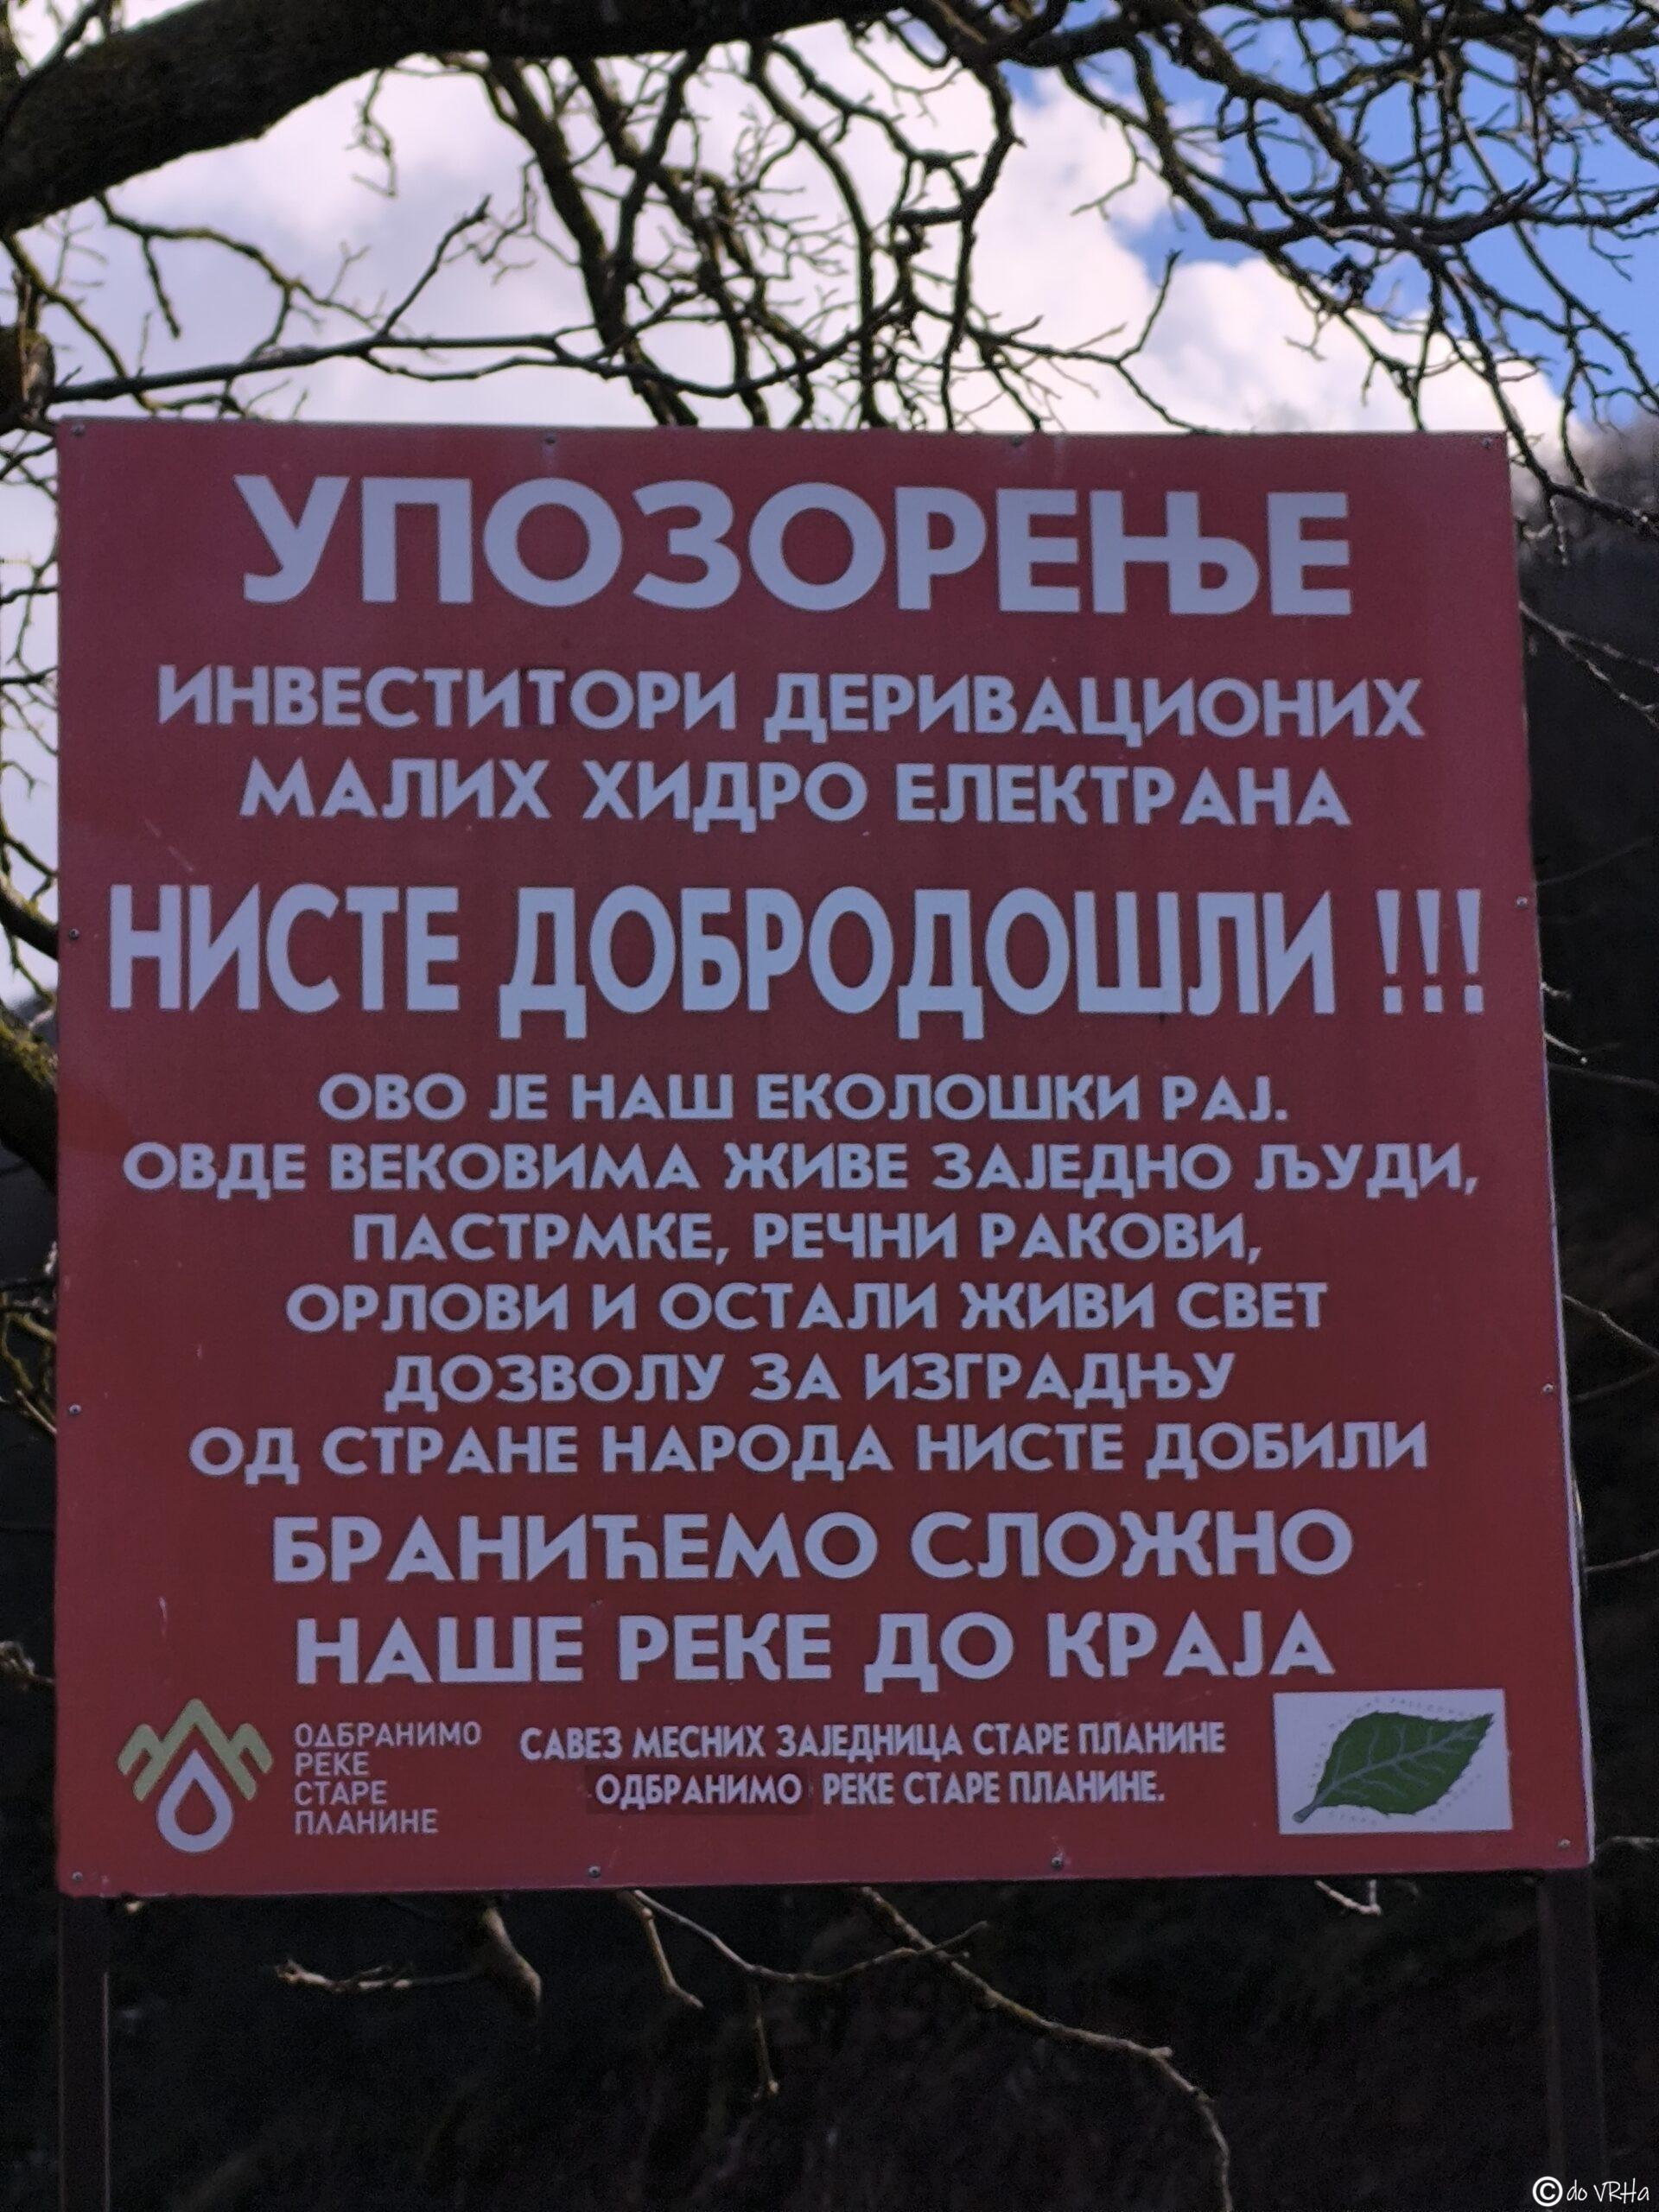 УПОЗОРЕЊЕ
ИНВЕСТИТОРИ ДЕРИВАЦИОНИХ
МАЛИХ ХИДРО ЕЛЕКТРАНА
НИСТЕ ДОБРОДОШЛИ !!!
ОВО ЈЕ НАШ ЕКОЛОШКИ РАЈ.
ОВДЕ ВЕКОВИМА ЖИВЕ ЗАЈЕДНО ЉУДИ,
ПАСТРМКЕ, РЕЧНИ РАКОВИ,
ОРЛОВИ И ОСТАЛИ ЖИВИ СВЕТ
ДОЗВОЛУ ЗА ИЗГРАДЊУ
ОД СТРАНЕ НАРОДА НИСТЕ ДОБИЛИ
БРАНИЋЕМО СЛОЖНО
НАШЕ РЕКЕ ДО КРАЈА
ОДБРАНИМО
РЕКЕ
СТАРЕ
ПЛАНИНЕ
САВЕЗ МЕСНИХ ЗАЈЕДНИЦА СТАРЕ ПЛАНИНЕ
ОДБРАНИМО РЕКЕ СТАРЕ ПЛАНИНЕ.
© do VRHa